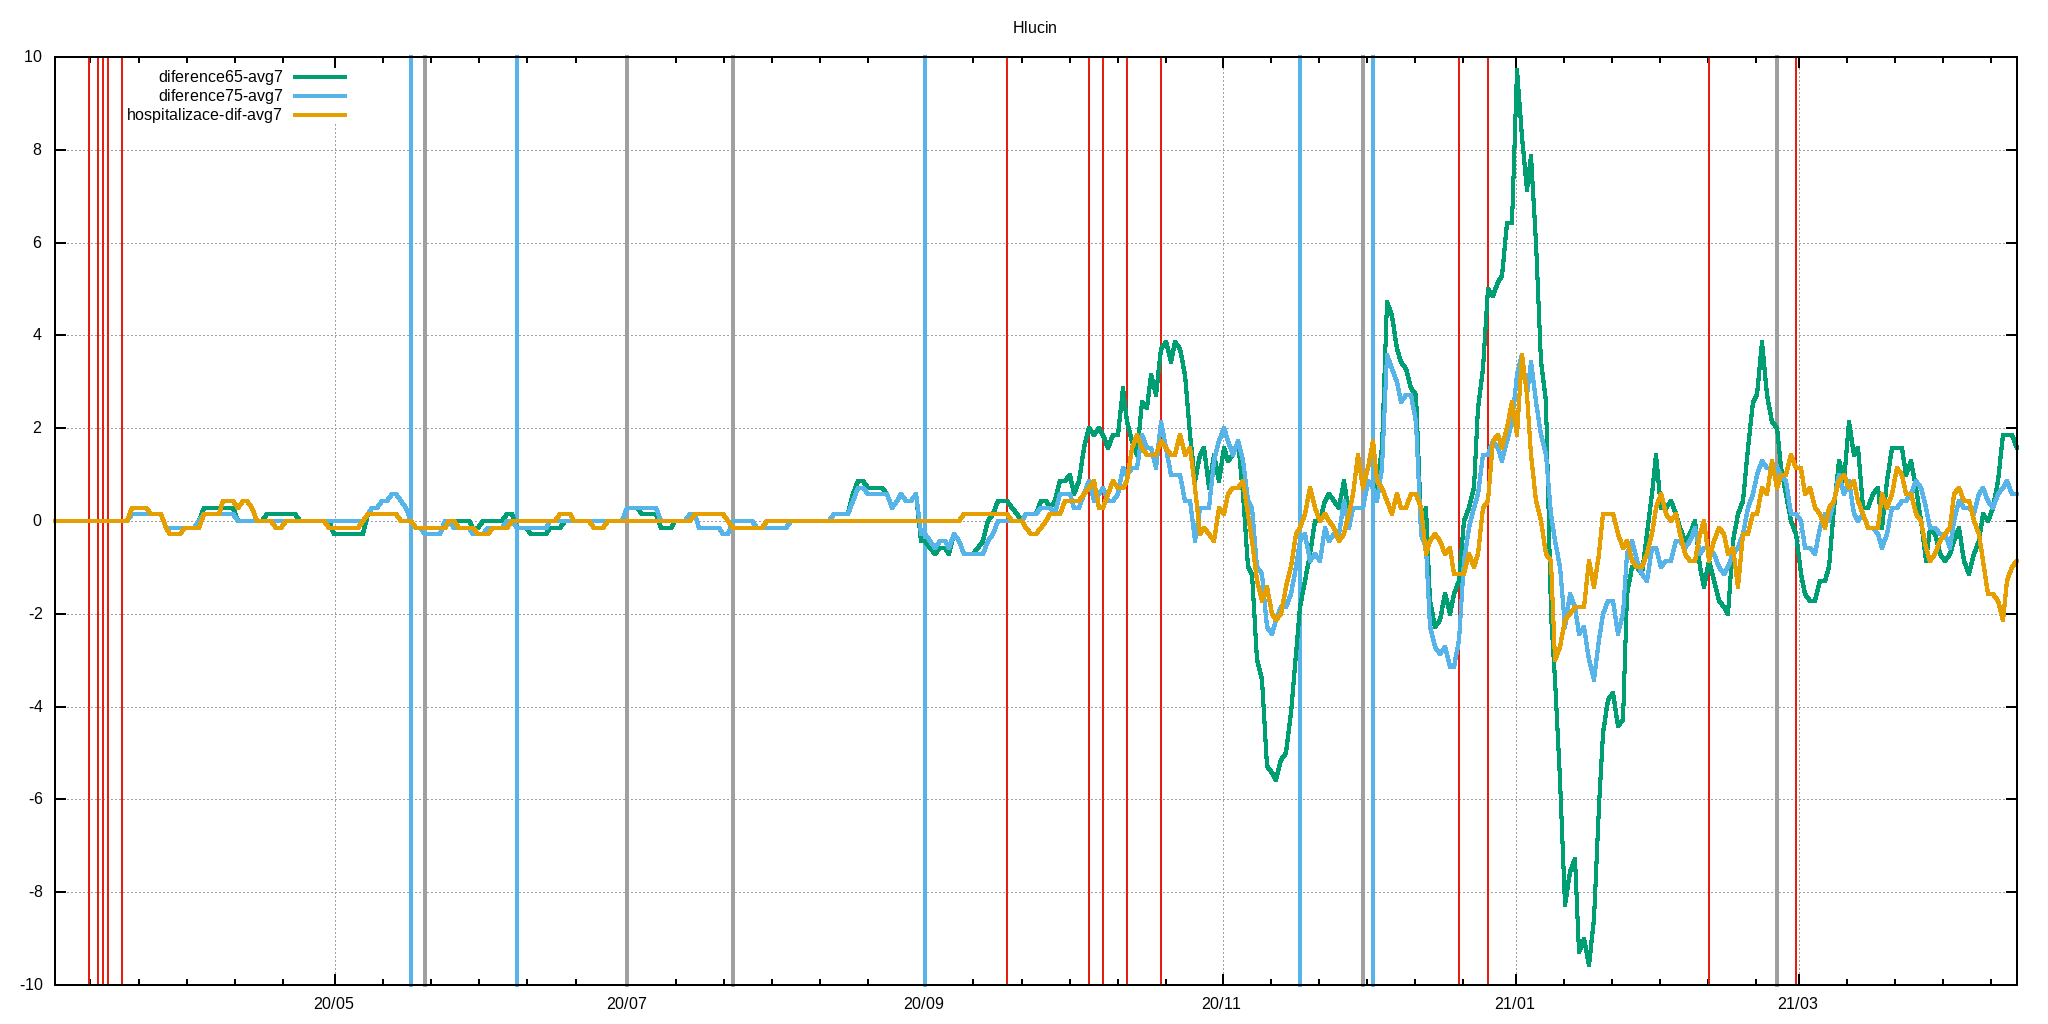 Hlucin
10
diference65-avg7
diference75-avg7
hospitalizace-dif-avg7
8
6
4
2
0
-2
-4
-6
-8
-10
20/05 20/07 20/09 20/11 21/01 21/03